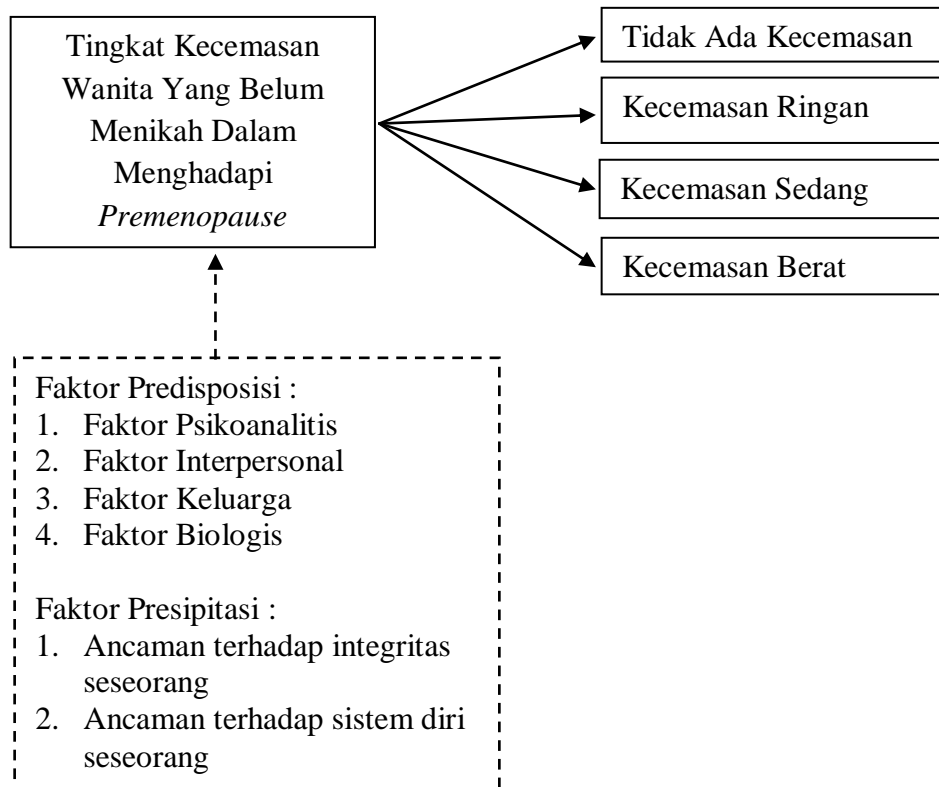 Tingkat Kecemasan
Wanita Yang Belum
Menikah Dalam
Menghadapi
Premenopause
Tidak Ada Kecemasan
Kecemasan Ringan
Kecemasan Sedang
Kecemasan Berat
Faktor Predisposisi :
1. Faktor Psikoanalitis
2. Faktor Interpersonal
3. Faktor Keluarga
4. Faktor Biologis
Faktor Presipitasi :
1. Ancaman terhadap integritas
seseorang
2. Ancaman terhadap sistem diri
seseorang